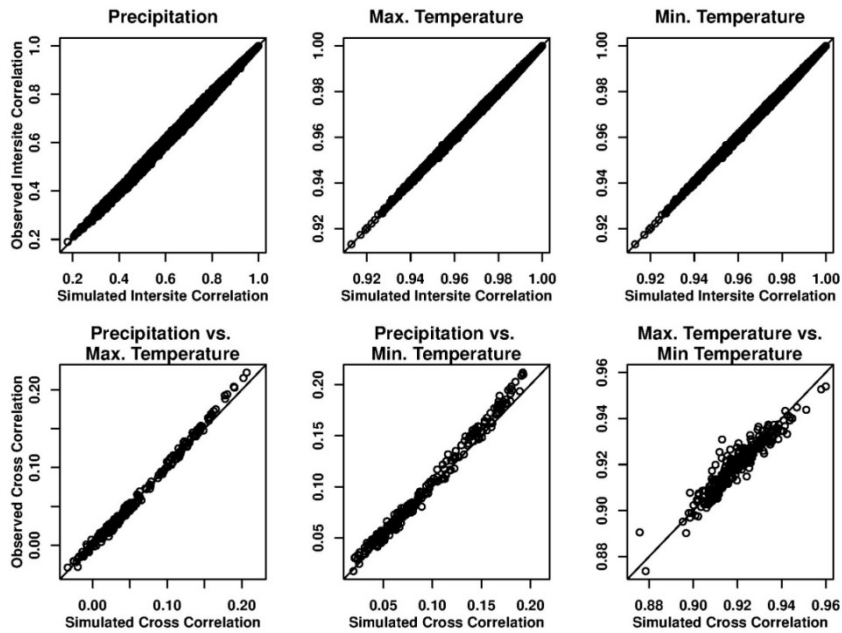 Precipitation
Max. Temperature
Min. Temperature
Observed Intersite Correlation
1.0
0.8
0.6
0.4
0.2
0.2 0.4 0.6 0.8 1.0
Simulated Intersite Correlation
1.00
0.98
0.96
0.94
0.92
0.92 0.94 0.96 0.98 1.00
Simulated Intersite Correlation
1.00
0.98
0.96
0.94
0.92
0.92 0.94 0.96 0.98 1.00
Simulated Intersite Correlation
Precipitation vs.
Max. Temperature
Precipitation vs.
Min. Temperature
Max. Temperature vs.
Min Temperature
Observed Cross Correlation
0.20
0.10
0.00
0.00 0.10 0.20
Simulated Cross Correlation
0.20
0.15
0.10
0.05
0.05 0.10 0.15 0.20
Simulated Cross Correlation
0.96
0.94
0.92
0.90
0.88
0.88 0.90 0.92 0.94 0.96
Simulated Cross Correlation